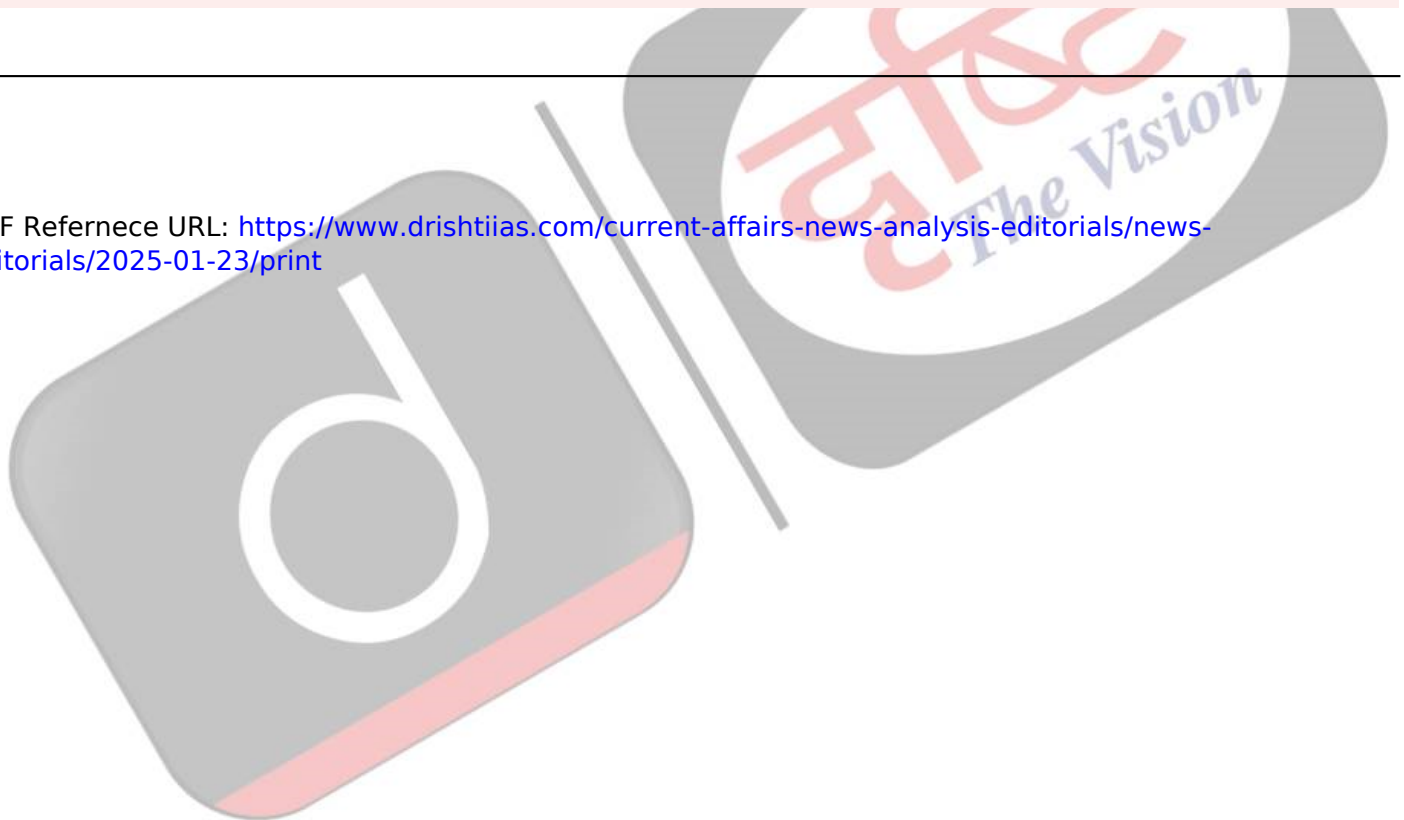 दृष्टि
The Vision
F Refernece URL: https://www.drishtiias.com/current-affairs-news-analysis-editorials/news-
itorials/2025-01-23/print
d